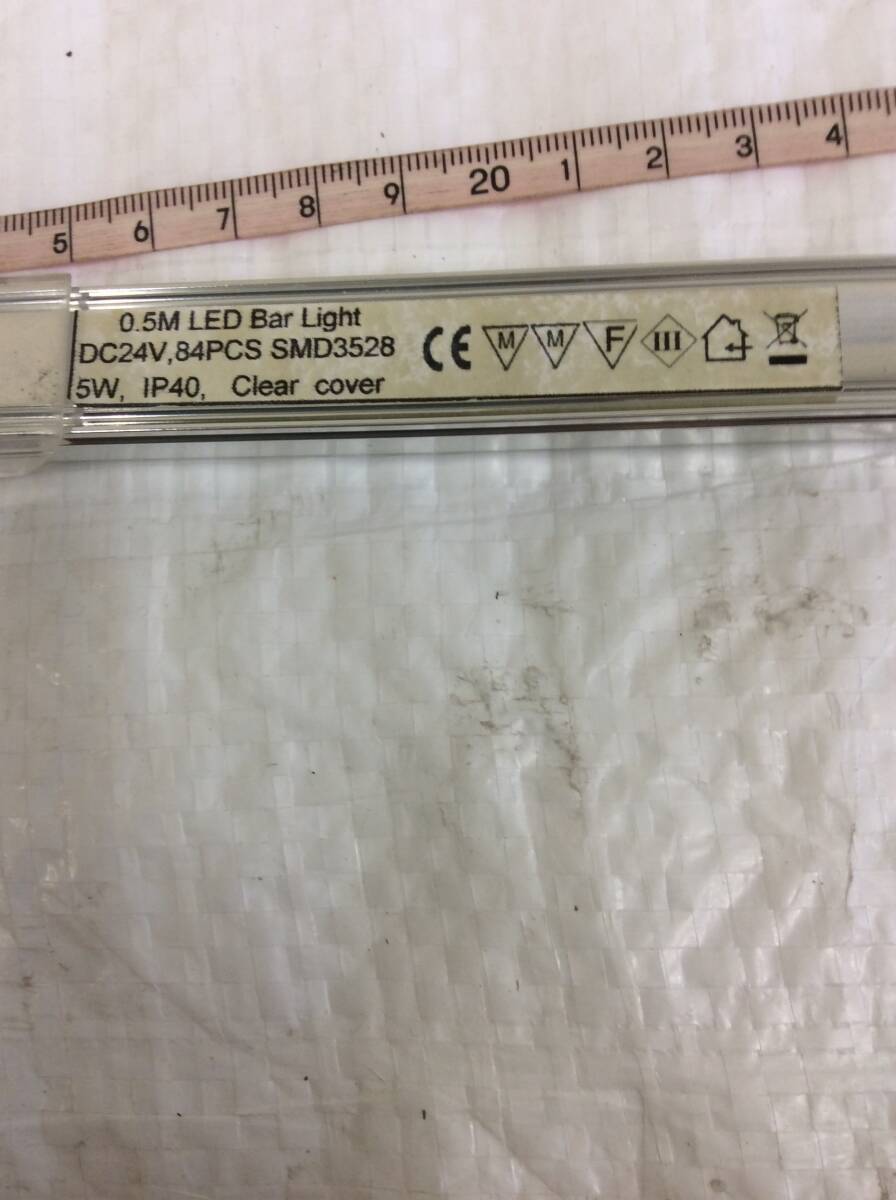 5 6 7 8 9 20 1 2 3 4
0.5M LED Bar Light
DC24V,84PCS SMD3528
5W, IP40, Clear cover
CE M M F III